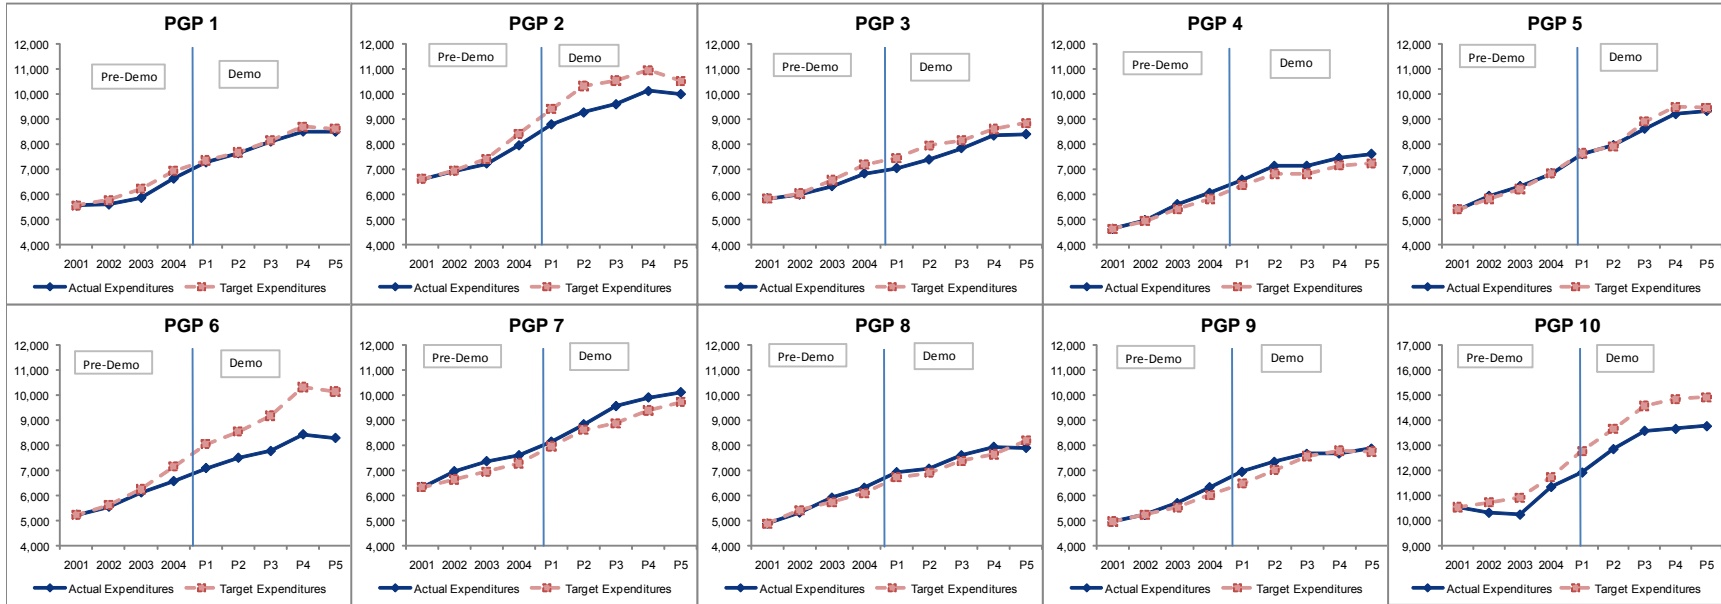 PGP 1
12,000
11,000
10,000
9,000
8,000
7,000
6,000
5,000
4,000
Pre-Demo
Demo
2001 2002 2003 2004 P1 P2 P3 P4 P5
Actual Expenditures Target Expenditures
PGP 2
12,000
11,000
10,000
9,000
8,000
7,000
6,000
5,000
4,000
Pre-Demo
Demo
2001 2002 2003 2004 P1 P2 P3 P4 P5
Actual Expenditures Target Expenditures
PGP 3
12,000
11,000
10,000
9,000
8,000
7,000
6,000
5,000
4,000
Pre-Demo
Demo
2001 2002 2003 2004 P1 P2 P3 P4 P5
Actual Expenditures Target Expenditures
PGP 4
12,000
11,000
10,000
9,000
8,000
7,000
6,000
5,000
4,000
Pre-Demo
Demo
2001 2002 2003 2004 P1 P2 P3 P4 P5
Actual Expenditures Target Expenditures
PGP 5
12,000
11,000
10,000
9,000
8,000
7,000
6,000
5,000
4,000
Pre-Demo
Demo
2001 2002 2003 2004 P1 P2 P3 P4 P5
Actual Expenditures Target Expenditures
PGP 6
12,000
11,000
10,000
9,000
8,000
7,000
6,000
5,000
4,000
Pre-Demo
Demo
2001 2002 2003 2004 P1 P2 P3 P4 P5
Actual Expenditures Target Expenditures
PGP 7
12,000
11,000
10,000
9,000
8,000
7,000
6,000
5,000
4,000
Pre-Demo
Demo
2001 2002 2003 2004 P1 P2 P3 P4 P5
Actual Expenditures Target Expenditures
PGP 8
12,000
11,000
10,000
9,000
8,000
7,000
6,000
5,000
4,000
Pre-Demo
Demo
2001 2002 2003 2004 P1 P2 P3 P4 P5
Actual Expenditures Target Expenditures
PGP 9
12,000
11,000
10,000
9,000
8,000
7,000
6,000
5,000
4,000
Pre-Demo
Demo
2001 2002 2003 2004 P1 P2 P3 P4 P5
Actual Expenditures Target Expenditures
PGP 10
17,000
16,000
15,000
14,000
13,000
12,000
11,000
10,000
9,000
Pre-Demo
Demo
2001 2002 2003 2004 P1 P2 P3 P4 P5
Actual Expenditures Target Expenditures